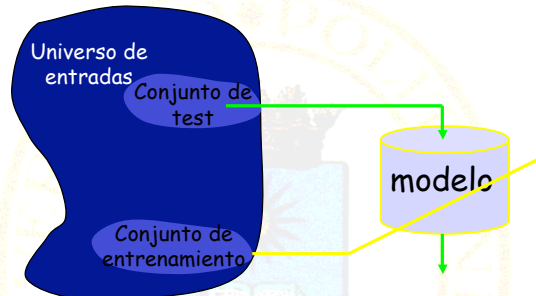 Universo de
entradas
Conjunto de
test
modelo
Conjunto de
entrenamiento